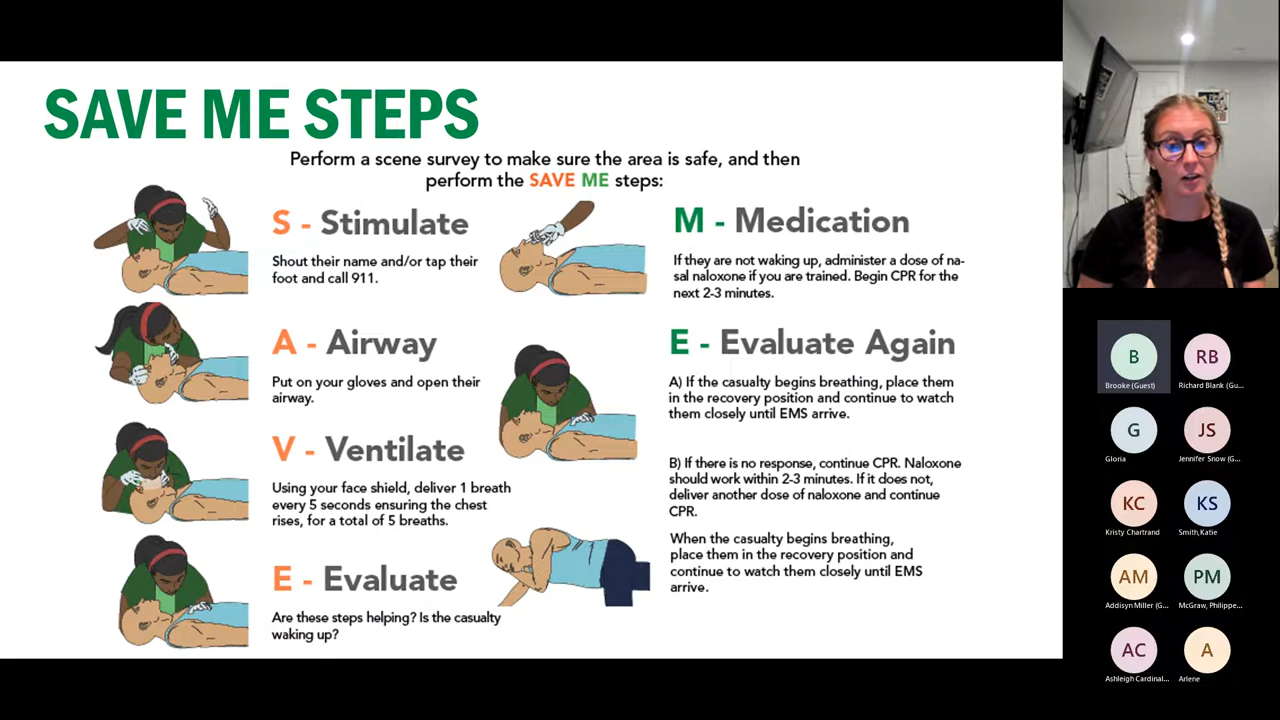 SAVE ME STEPS
Perform a scene survey to make sure the area is safe, and then
perform the SAVE ME steps:
S - Stimulate
Shout their name and/or tap their
foot and call 911.
A - Airway
Put on your gloves and open their
airway.
V - Ventilate
Using your face shield, deliver 1 breath
every 5 seconds ensuring the chest
rises, for a total of 5 breaths.
E - Evaluate
Are these steps helping? Is the casualty
waking up?
M - Medication
If they are not waking up, administer a dose of na-
sal naloxone if you are trained. Begin CPR for the
next 2-3 minutes.
E - Evaluate Again
A) If the casualty begins breathing, place them
in the recovery position and continue to watch
them closely until EMS arrive.
B) If there is no response, continue CPR. Naloxone
should work within 2-3 minutes. If it does not,
deliver another dose of naloxone and continue
CPR.
When the casualty begins breathing,
place them in the recovery position and
continue to watch them closely until EMS
arrive.
B
Brooke (Guest)
RB
Richard Blank (Gu...
G
Gloria
JS
Jennifer Snow (G...
KC
Kristy Chartrand
KS
Smith,Katie
AM
Addisyn Miller (G...
PM
McGraw, Philippe...
AC
Ashleigh Cardinal...
A
Arlene